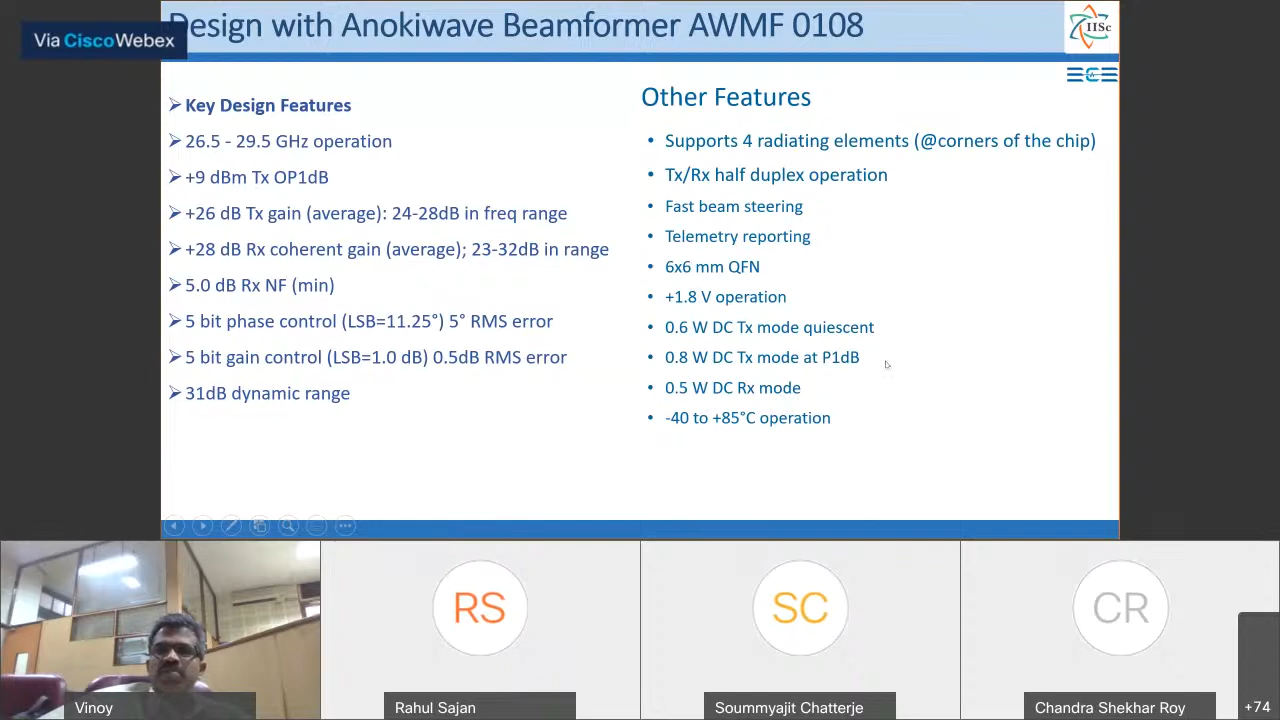 Design with Anokiwave Beamformer AWMF 0108
Via CiscoWebex
IISc
ECE
Key Design Features
26.5 - 29.5 GHz operation
+9 dBm Tx OP1dB
+26 dB Tx gain (average): 24-28dB in freq range
+28 dB Rx coherent gain (average); 23-32dB in range
5.0 dB Rx NF (min)
5 bit phase control (LSB=11.25°) 5° RMS error
5 bit gain control (LSB=1.0 dB) 0.5dB RMS error
31dB dynamic range
Other Features
• Supports 4 radiating elements (@corners of the chip)
• Tx/Rx half duplex operation
• Fast beam steering
• Telemetry reporting
• 6x6 mm QFN
• +1.8 V operation
• 0.6 W DC Tx mode quiescent
• 0.8 W DC Tx mode at P1dB
• 0.5 W DC Rx mode
• -40 to +85°C operation
RS
SC
CR
Vinoy
Rahul Sajan
Soummyajit Chatterje
Chandra Shekhar Roy
+74